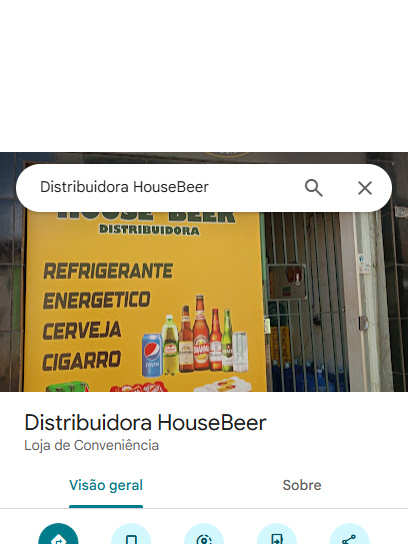 Distribuidora HouseBeer
HOUSE BEER
DISTRIBUIDORA
REFRIGERANTE
ENERGETICO
CERVEJA
CIGARRO
Distribuidora HouseBeer
Loja de Conveniência
Visão geral
Sobre